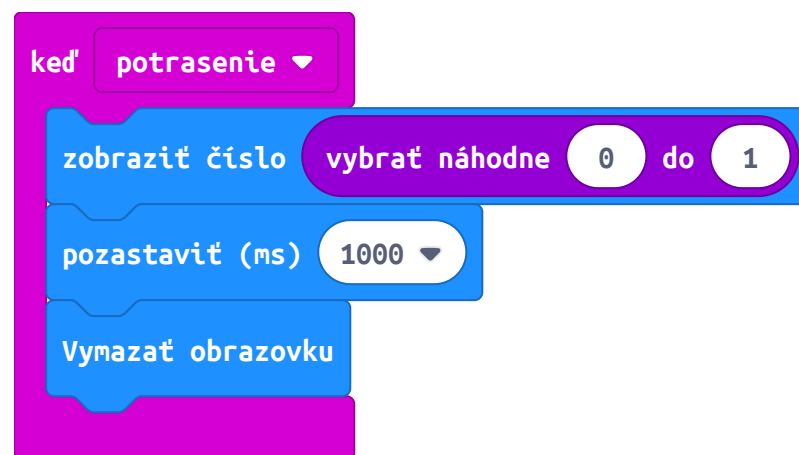 keď potrasenie
zobraziť číslo vybrať náhodne 0 do 1
pozastaviť (ms) 1000
Vymazať obrazovku